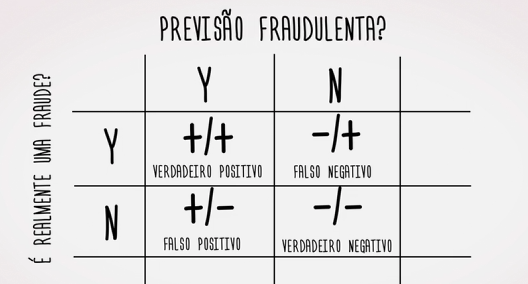 PREVISÃO FRAUDULENTA?
É REALMENTE UMA FRAUDE?
Y N
Y +/+ -/+
VERDADEIRO POSITIVO FALSO NEGATIVO
N +/- -/-
FALSO POSITIVO VERDADEIRO NEGATIVO